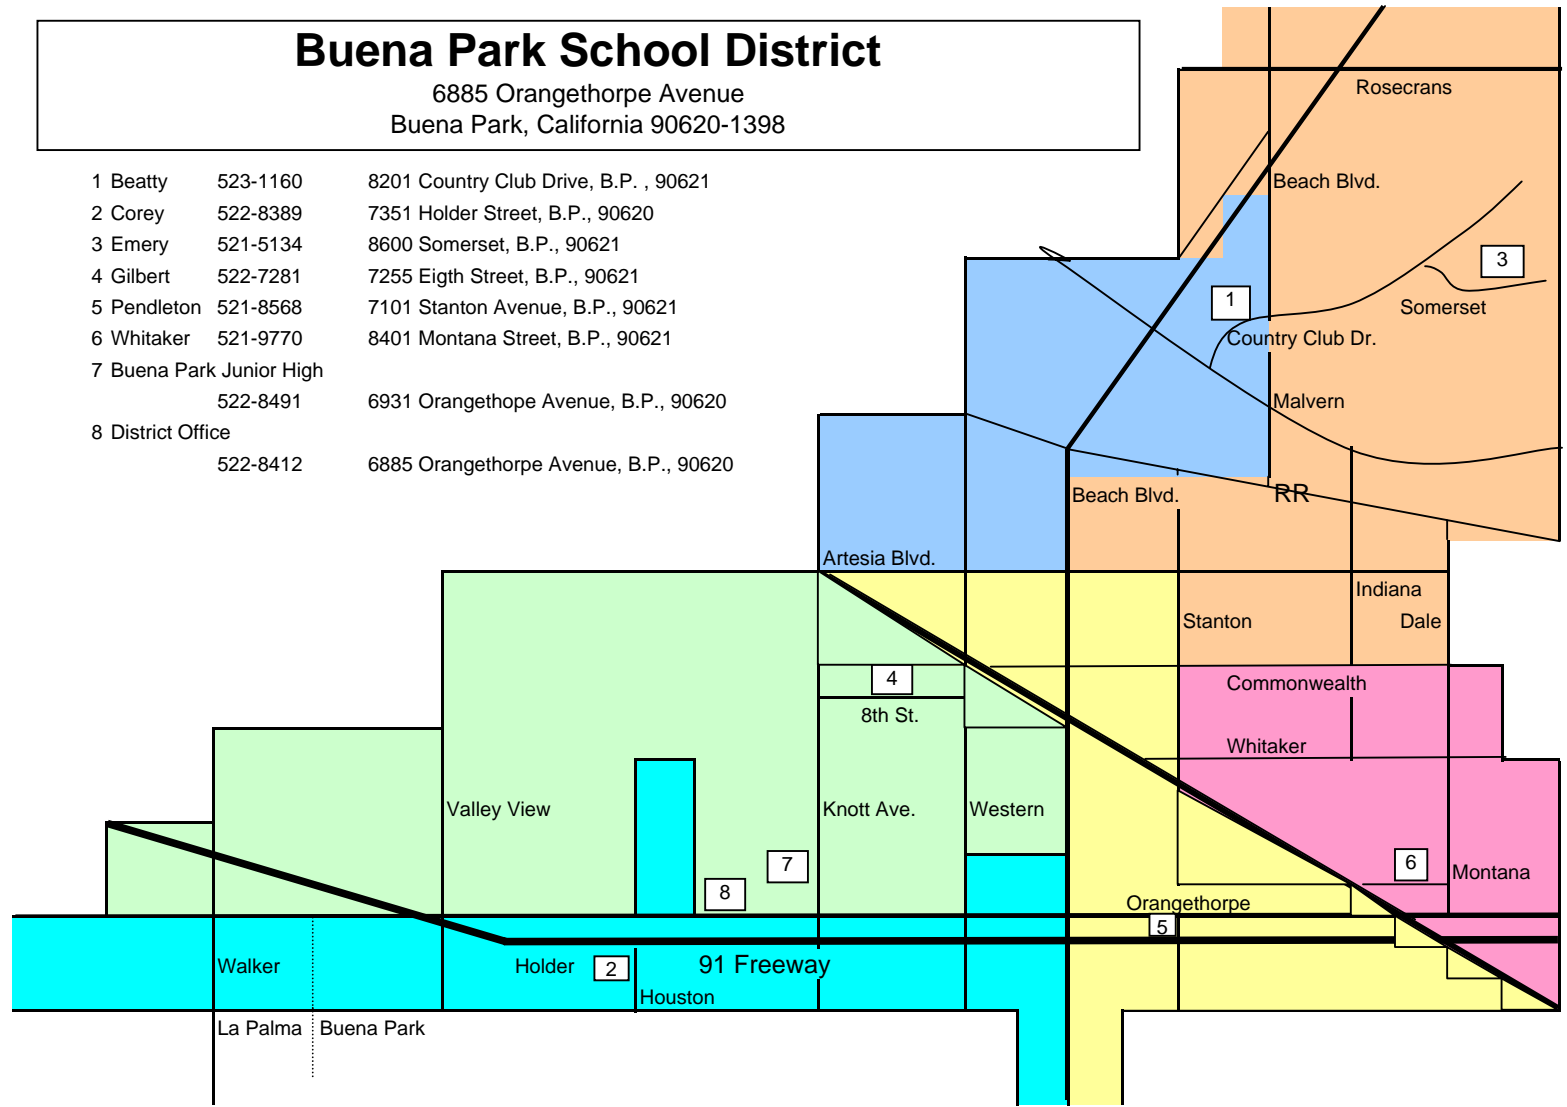 Buena Park School District
6885 Orangethorpe Avenue
Buena Park, California 90620-1398
1 Beatty 523-1160 8201 Country Club Drive, B.P. , 90621
2 Corey 522-8389 7351 Holder Street, B.P., 90620
3 Emery 521-5134 8600 Somerset, B.P., 90621
4 Gilbert 522-7281 7255 Eigth Street, B.P., 90621
5 Pendleton 521-8568 7101 Stanton Avenue, B.P., 90621
6 Whitaker 521-9770 8401 Montana Street, B.P., 90621
7 Buena Park Junior High
522-8491 6931 Orangethope Avenue, B.P., 90620
8 District Office
522-8412 6885 Orangethorpe Avenue, B.P., 90620
Rosecrans
Beach Blvd.
3
1
Somerset
Country Club Dr.
Malvern
Beach Blvd.
RR
Artesia Blvd.
Indiana
Stanton
Dale
4
Commonwealth
8th St.
Whitaker
Valley View
Knott Ave.
Western
7
6
Montana
8
Orangethorpe
5
Walker
Holder
2
91 Freeway
Houston
La Palma
Buena Park